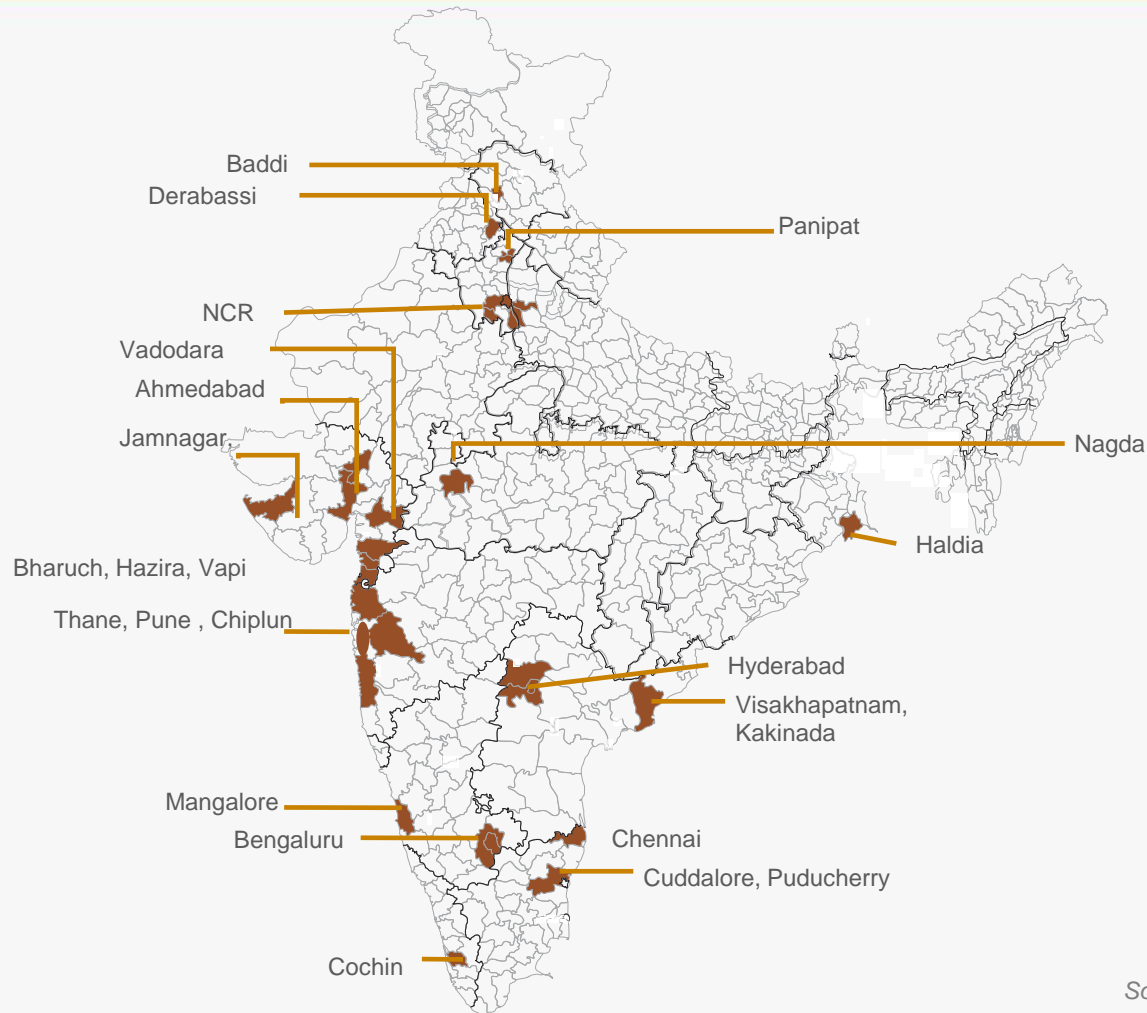 Baddi
Derabassi
Panipat
NCR
Vadodara
Ahmedabad
Jamnagar,
Nagda
Haldia
Bharuch, Hazira, Vapi
Thane, Pune , Chiplun
Hyderabad
Visakhapatnam,
Kakinada
Mangalore
Bengaluru
Chennai
Cuddalore, Puducherry
Cochin